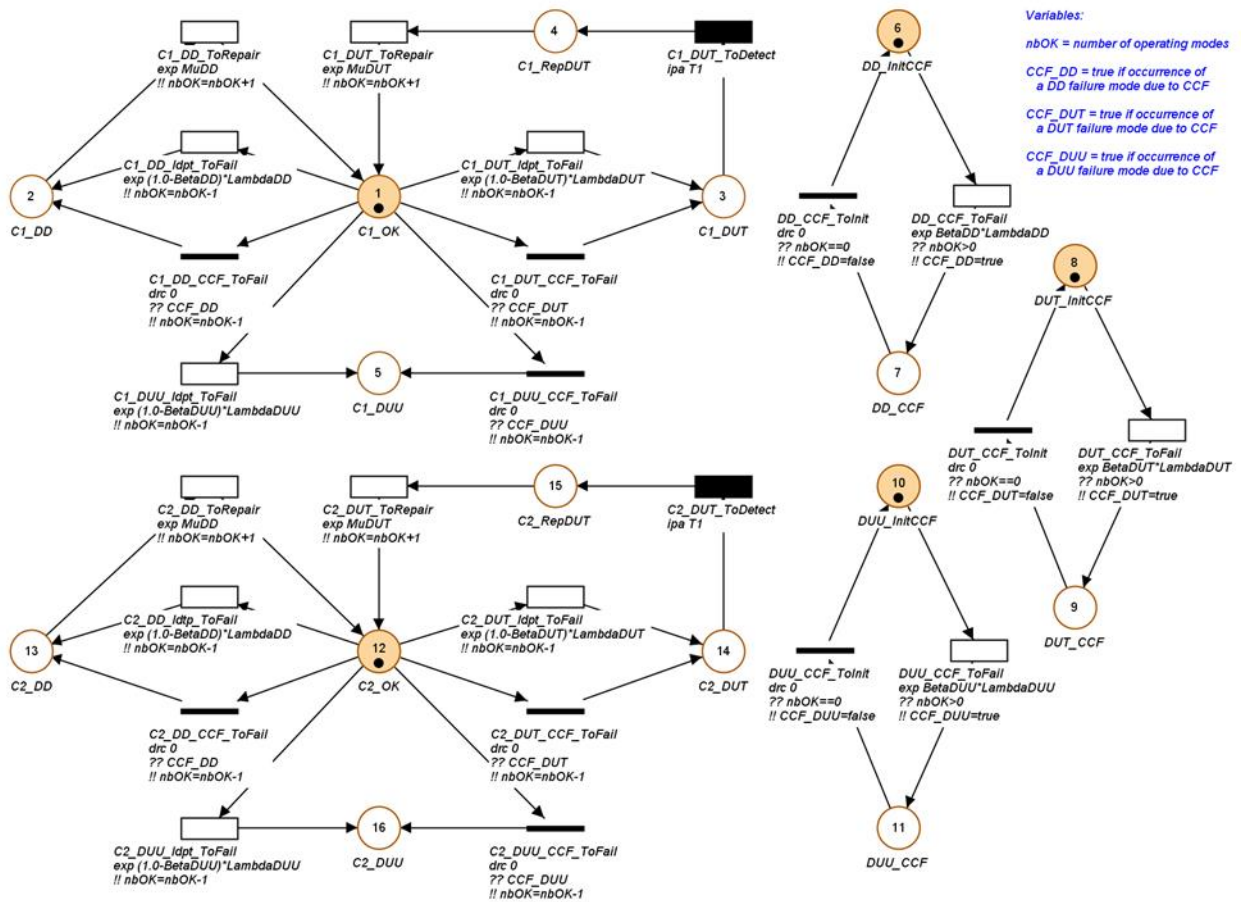 C1_DD_ToRepair
exp MuDD
!! nbOK=nbOK+1
C1_DUT_ToRepair
exp MuDUT
!! nbOK=nbOK+1
4
C1_RepDUT
C1_DUT_ToDetect
ipa T1
C1_DD_Idpt_ToFail
exp (1.0-BetaDD)*LambdaDD
!! nbOK=nbOK-1
C1_DUT_Idpt_ToFail
exp (1.0-BetaDUT)*LambdaDUT
!! nbOK=nbOK-1
2
C1_DD
1
C1_OK
3
C1_DUT
C1_DD_CCF_ToFail
drc 0
?? CCF_DD
!! nbOK=nbOK-1
C1_DUT_CCF_ToFail
drc 0
?? CCF_DUT
!! nbOK=nbOK-1
C1_DUU_Idpt_ToFail
exp (1.0-BetaDUU)*LambdaDUU
!! nbOK=nbOK-1
5
C1_DUU
C1_DUU_CCF_ToFail
drc 0
?? CCF_DUU
!! nbOK=nbOK-1
C2_DD_ToRepair
exp MuDD
!! nbOK=nbOK+1
C2_DUT_ToRepair
exp MuDUT
!! nbOK=nbOK+1
15
C2_RepDUT
C2_DUT_ToDetect
ipa T1
C2_DD_Idtp_ToFail
exp (1.0-BetaDD)*LambdaDD
!! nbOK=nbOK-1
C2_DUT_Idpt_ToFail
exp (1.0-BetaDUT)*LambdaDUT
!! nbOK=nbOK-1
13
C2_DD
12
C2_OK
14
C2_DUT
C2_DD_CCF_ToFail
drc 0
?? CCF_DD
!! nbOK=nbOK-1
C2_DUT_CCF_ToFail
drc 0
?? CCF_DUT
!! nbOK=nbOK-1
C2_DUU_Idpt_ToFail
exp (1.0-BetaDUU)*LambdaDUU
!! nbOK=nbOK-1
16
C2_DUU
C2_DUU_CCF_ToFail
drc 0
?? CCF_DUU
!! nbOK=nbOK-1
6
DD_InitCCF
DD_CCF_ToInit
drc 0
?? nbOK==0
!! CCF_DD=false
DD_CCF_ToFail
exp BetaDD*LambdaDD
?? nbOK>0
!! CCF_DD=true
7
DD_CCF
8
DUT_InitCCF
DUT_CCF_ToInit
drc 0
?? nbOK==0
!! CCF_DUT=false
DUT_CCF_ToFail
exp BetaDUT*LambdaDUT
?? nbOK>0
!! CCF_DUT=true
9
DUT_CCF
10
DUU_InitCCF
DUU_CCF_ToInit
drc 0
?? nbOK==0
!! CCF_DUU=false
DUU_CCF_ToFail
exp BetaDUU*LambdaDUU
?? nbOK>0
!! CCF_DUU=true
11
DUU_CCF
Variables:
nbOK = number of operating modes
CCF_DD = true if occurrence of
a DD failure mode due to CCF
CCF_DUT = true if occurrence of
a DUT failure mode due to CCF
CCF_DUU = true if occurrence of
a DUU failure mode due to CCF